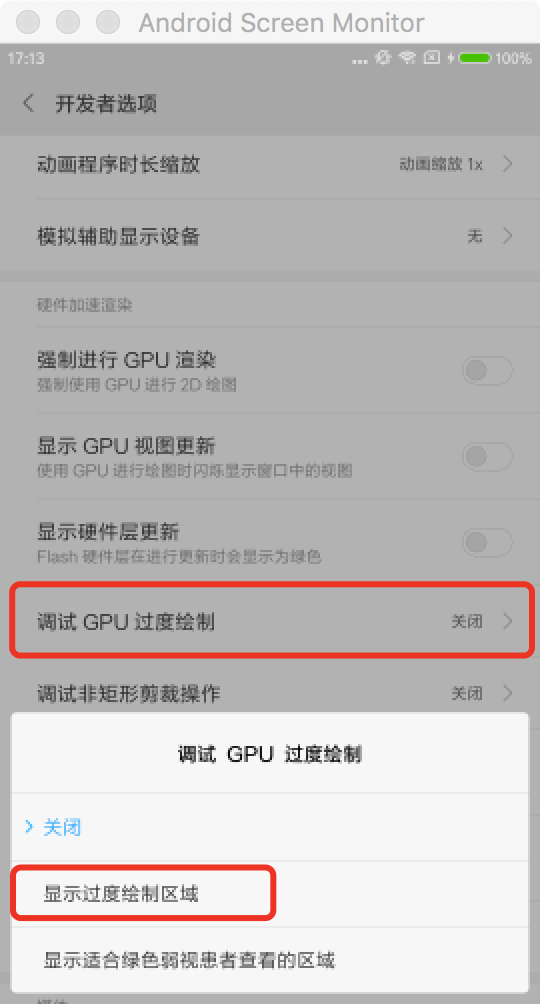 Android Screen Monitor
17:13
100%
开发者选项
动画程序时长缩放 动画缩放 1x
模拟辅助显示设备 无
硬件加速渲染
强制进行 GPU 渲染
强制使用 GPU 进行 2D 绘图
显示 GPU 视图更新
使用 GPU 进行绘图时闪烁显示窗口中的视图
显示硬件层更新
Flash 硬件层在进行更新时会显示为绿色
调试 GPU 过度绘制 关闭
调试非矩形剪裁操作 关闭
调试 GPU 过度绘制
关闭
显示过度绘制区域
显示适合绿色弱视患者查看的区域